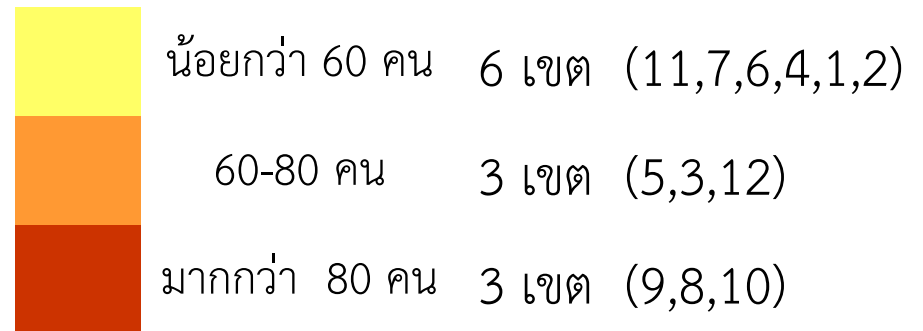 น้อยกว่า 60 คน 6 เขต (11,7,6,4,1,2)
60-80 คน 3 เขต (5,3,12)
มากกว่า 80 คน 3 เขต (9,8,10)